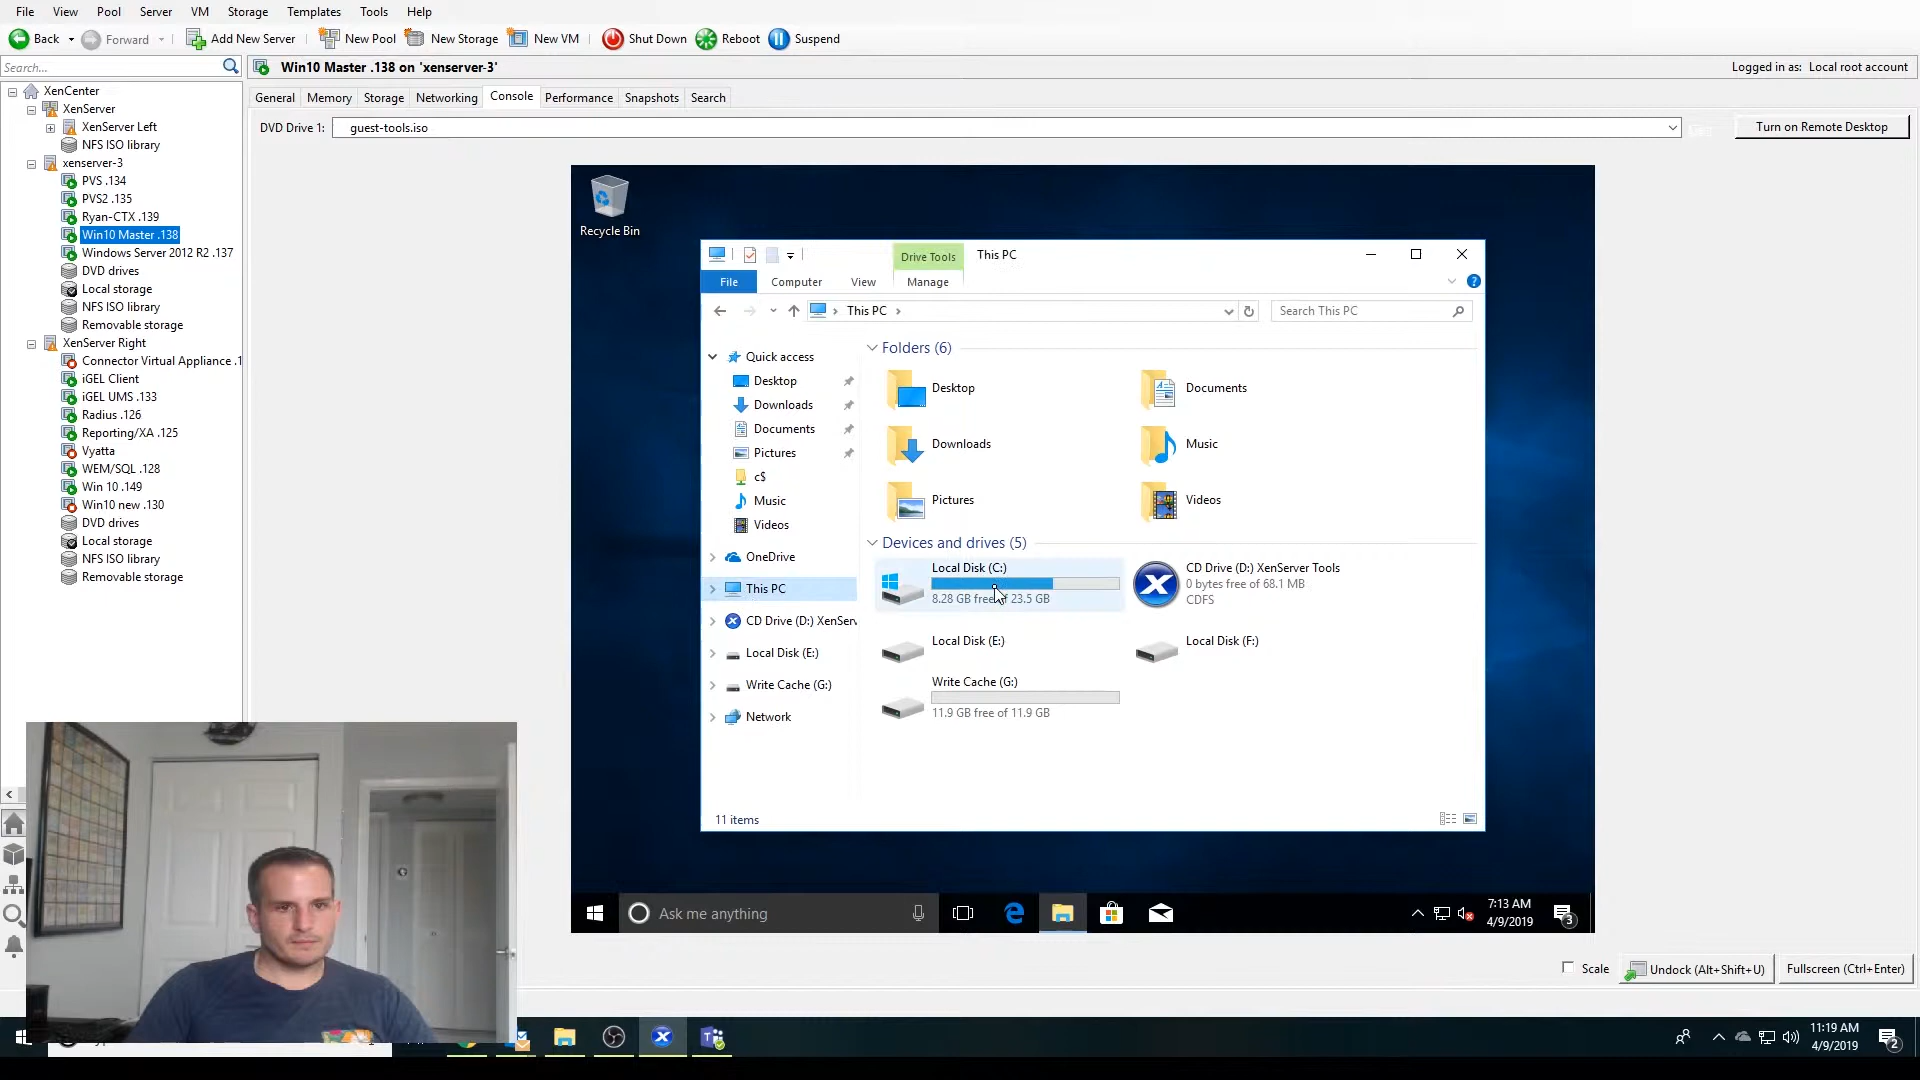 File View Pool Server VM Storage Templates Tools Help
Back Forward Add New Server New Pool New Storage New VM Shut Down Reboot Suspend
Search...
Win10 Master .138 on 'xenserver-3'
Logged in as: Local root account
XenCenter
XenServer
XenServer Left
NFS ISO library
xenserver-3
PVS .134
PVS2 .135
Ryan-CTX .139
Win10 Master .138
Windows Server 2012 R2 .137
DVD drives
Local storage
NFS ISO library
Removable storage
XenServer Right
Connector Virtual Appliance .1
iGEL Client
iGEL UMS .133
Radius .126
Reporting/XA .125
Vyatta
WEM/SQL .128
Win 10 .149
Win10 new .130
DVD drives
Local storage
NFS ISO library
Removable storage
General Memory Storage Networking Console Performance Snapshots Search
DVD Drive 1: guest-tools.iso
Turn on Remote Desktop
Recycle Bin
Drive Tools This PC
File Computer View Manage
This PC
Search This PC
Quick access
Desktop
Downloads
Documents
Pictures
c$
Music
Videos
OneDrive
This PC
CD Drive (D:) XenServ
Local Disk (E:)
Write Cache (G:)
Network
Folders (6)
Desktop
Documents
Downloads
Music
Pictures
Videos
Devices and drives (5)
Local Disk (C:)
8.28 GB free of 23.5 GB
CD Drive (D:) XenServer Tools
0 bytes free of 68.1 MB
CDFS
Local Disk (E:)
Local Disk (F:)
Write Cache (G:)
11.9 GB free of 11.9 GB
11 items
Ask me anything
7:13 AM
4/9/2019
3
Scale
Undock (Alt+Shift+U)
Fullscreen (Ctrl+Enter)
11:19 AM
4/9/2019
2